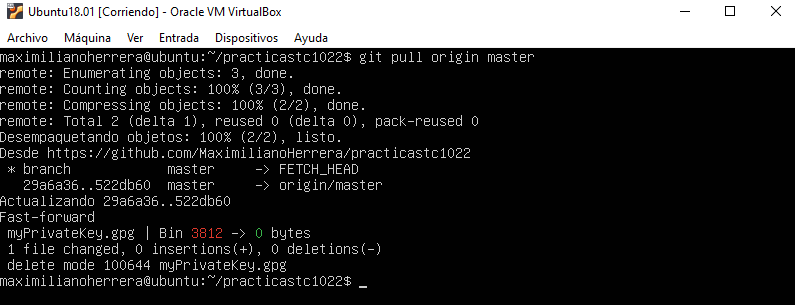 Ubuntu18.01 [Corriendo] - Oracle VM VirtualBox
Archivo Máquina Ver Entrada Dispositivos Ayuda
maximilianoherrera@ubuntu:~/practicastc1022$ git pull origin master
remote: Enumerating objects: 3, done.
remote: Counting objects: 100% (3/3), done.
remote: Compressing objects: 100% (2/2), done.
remote: Total 2 (delta 1), reused 0 (delta 0), pack-reused 0
Desempaquetando objetos: 100% (2/2), listo.
Desde https://github.com/MaximilianoHerrera/practicastc1022
 * branch            master     -> FETCH_HEAD
   29a6a36..522db60  master     -> origin/master
Actualizando 29a6a36..522db60
Fast-forward
 myPrivateKey.gpg | Bin 3812 -> 0 bytes
 1 file changed, 0 insertions(+), 0 deletions(-)
 delete mode 100644 myPrivateKey.gpg
maximilianoherrera@ubuntu:~/practicastc1022$ _